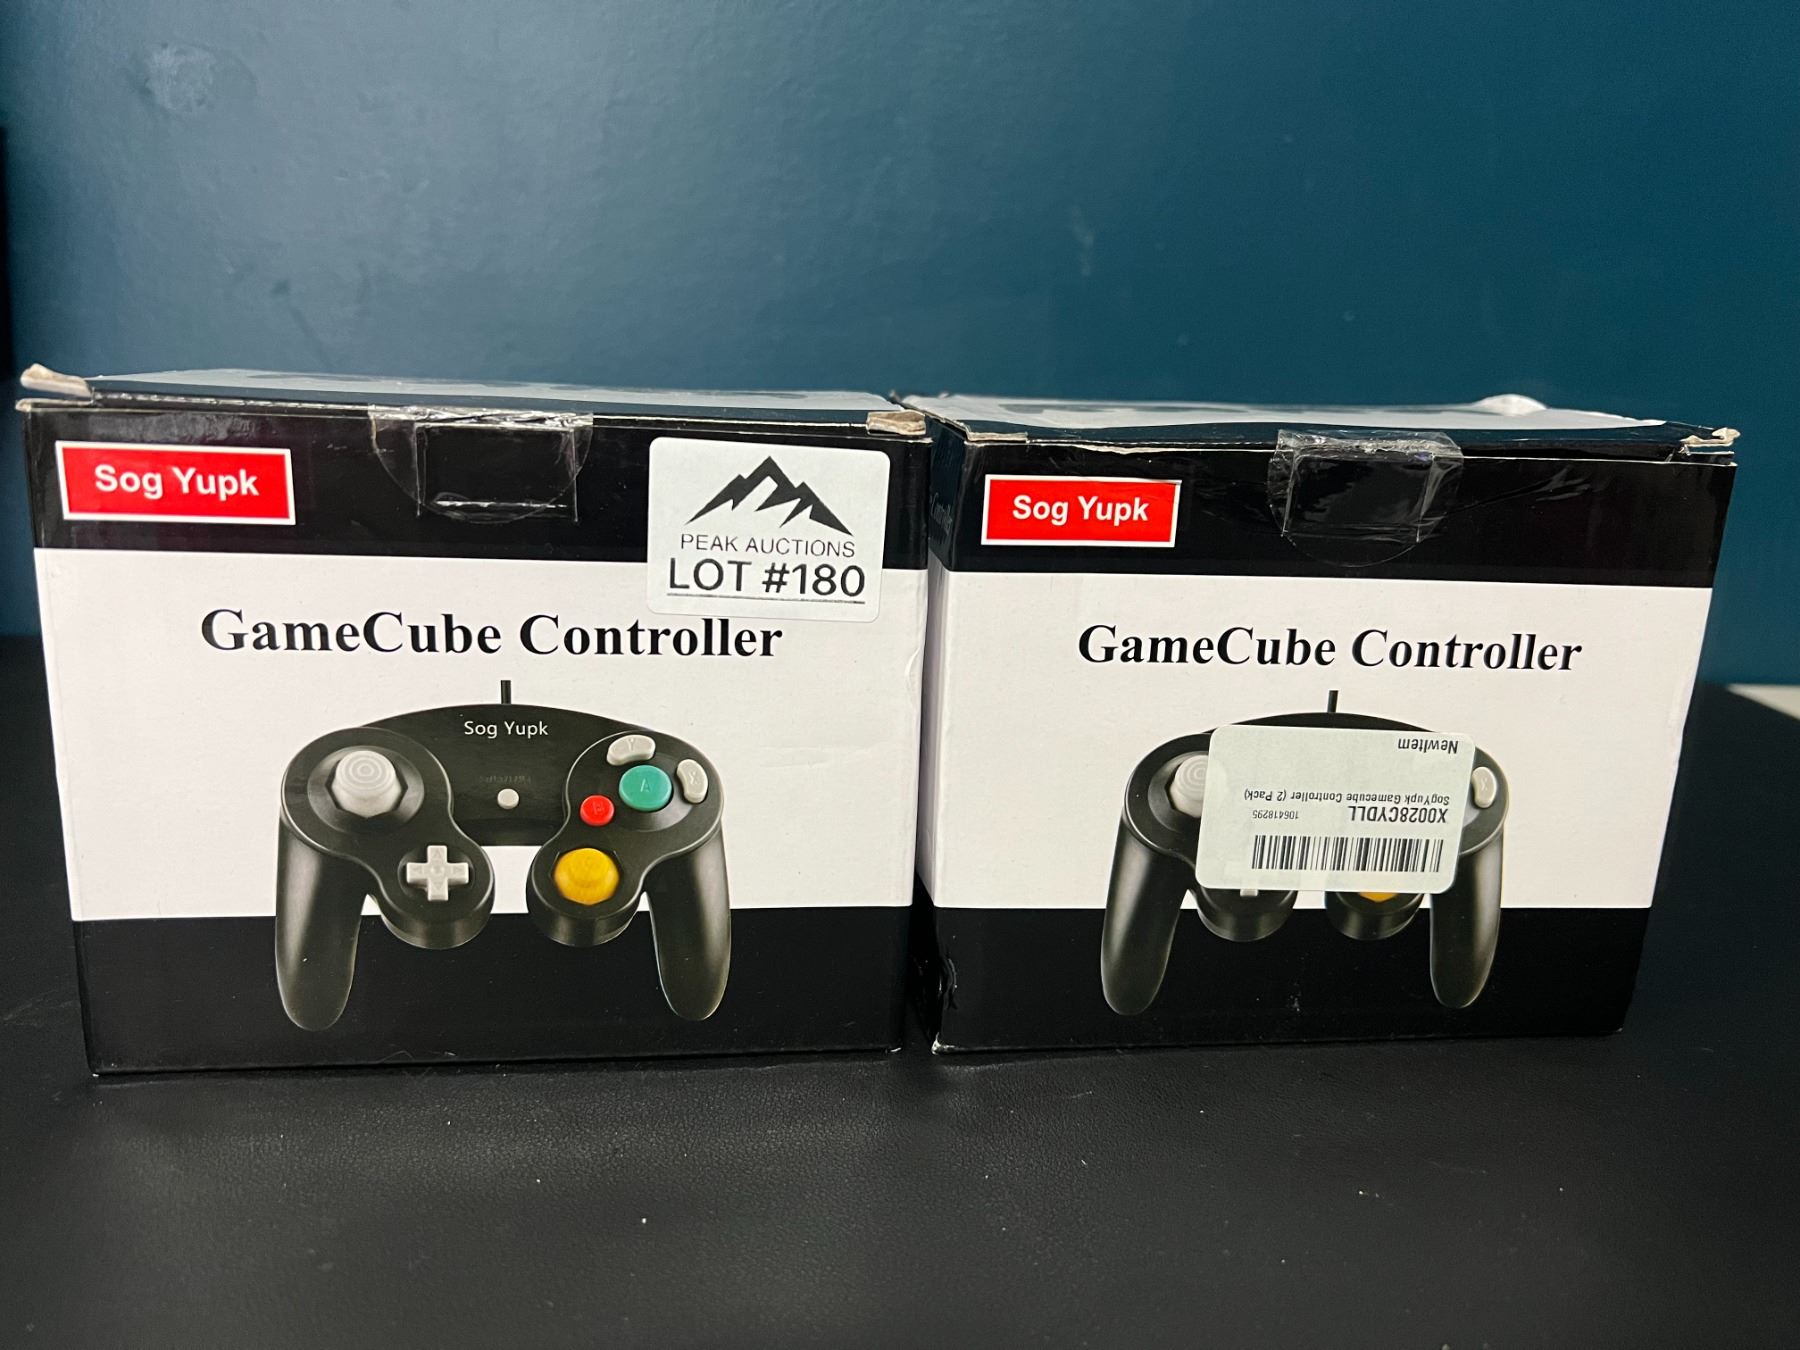 Sog Yupk
PEAK AUCTIONS
LOT #180
GameCube Controller
Sog Yupk
Y
X
A
B
Sog Yupk
GameCube Controller
X0028CYDLL
106418295
SogYupk Gamecube Controller (2 Pack)
NewItem